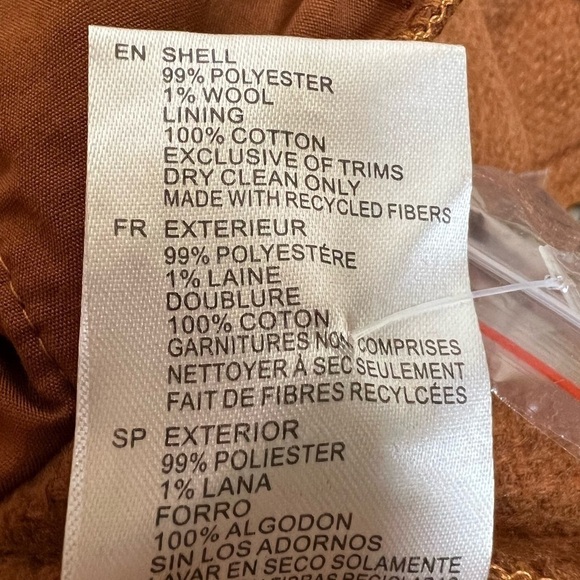 EN SHELL
99% POLYESTER
1% WOOL
LINING
100% COTTON
EXCLUSIVE OF TRIMS
DRY CLEAN ONLY
MADE WITH RECYCLED FIBERS
FR EXTERIEUR
99% POLYESTÉRE
1% LAINE
DOUBLURE
100% COTON
GARNITURES NON COMPRISES
NETTOYER À SEC SEULEMENT
FAIT DE FIBRES RECYLCÉES
SP EXTERIOR
99% POLIESTER
1% LANA
FORRO
100% ALGODON
SIN LOS ADORNOS
LAVAR EN SECO SOLAMENTE